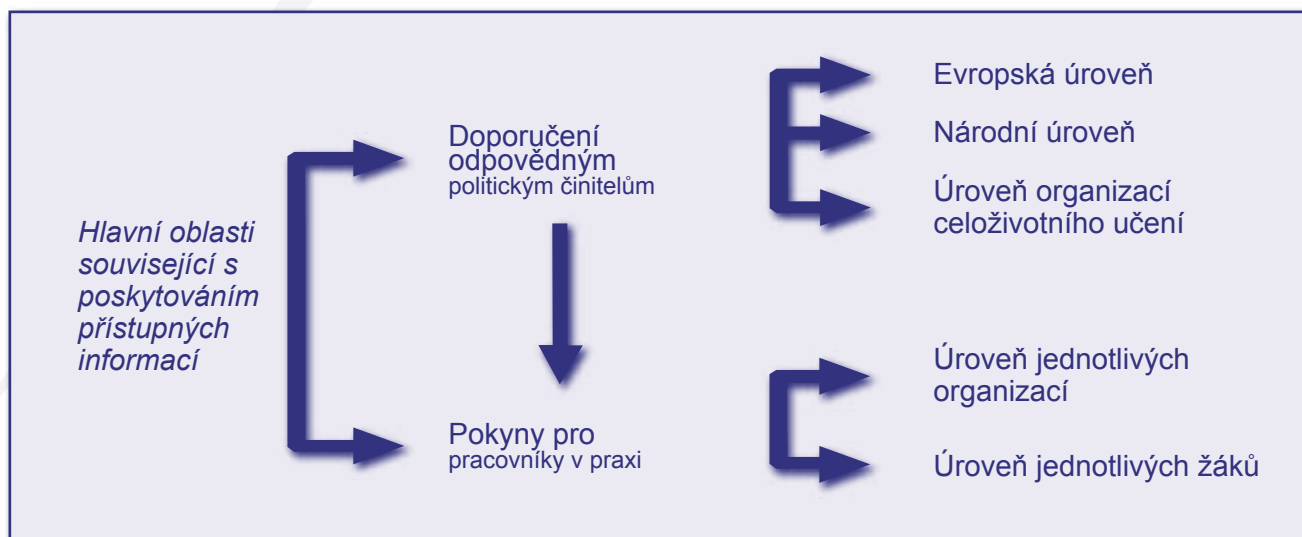 Hlavní oblasti
související s
poskytováním
přístupných
informací
Doporučení
odpovědným
politickým činitelům
Evropská úroveň
Národní úroveň
Úroveň organizací
celoživotního učení
Pokyny pro
pracovníky v praxi
Úroveň jednotlivých
organizací
Úroveň jednotlivých žáků